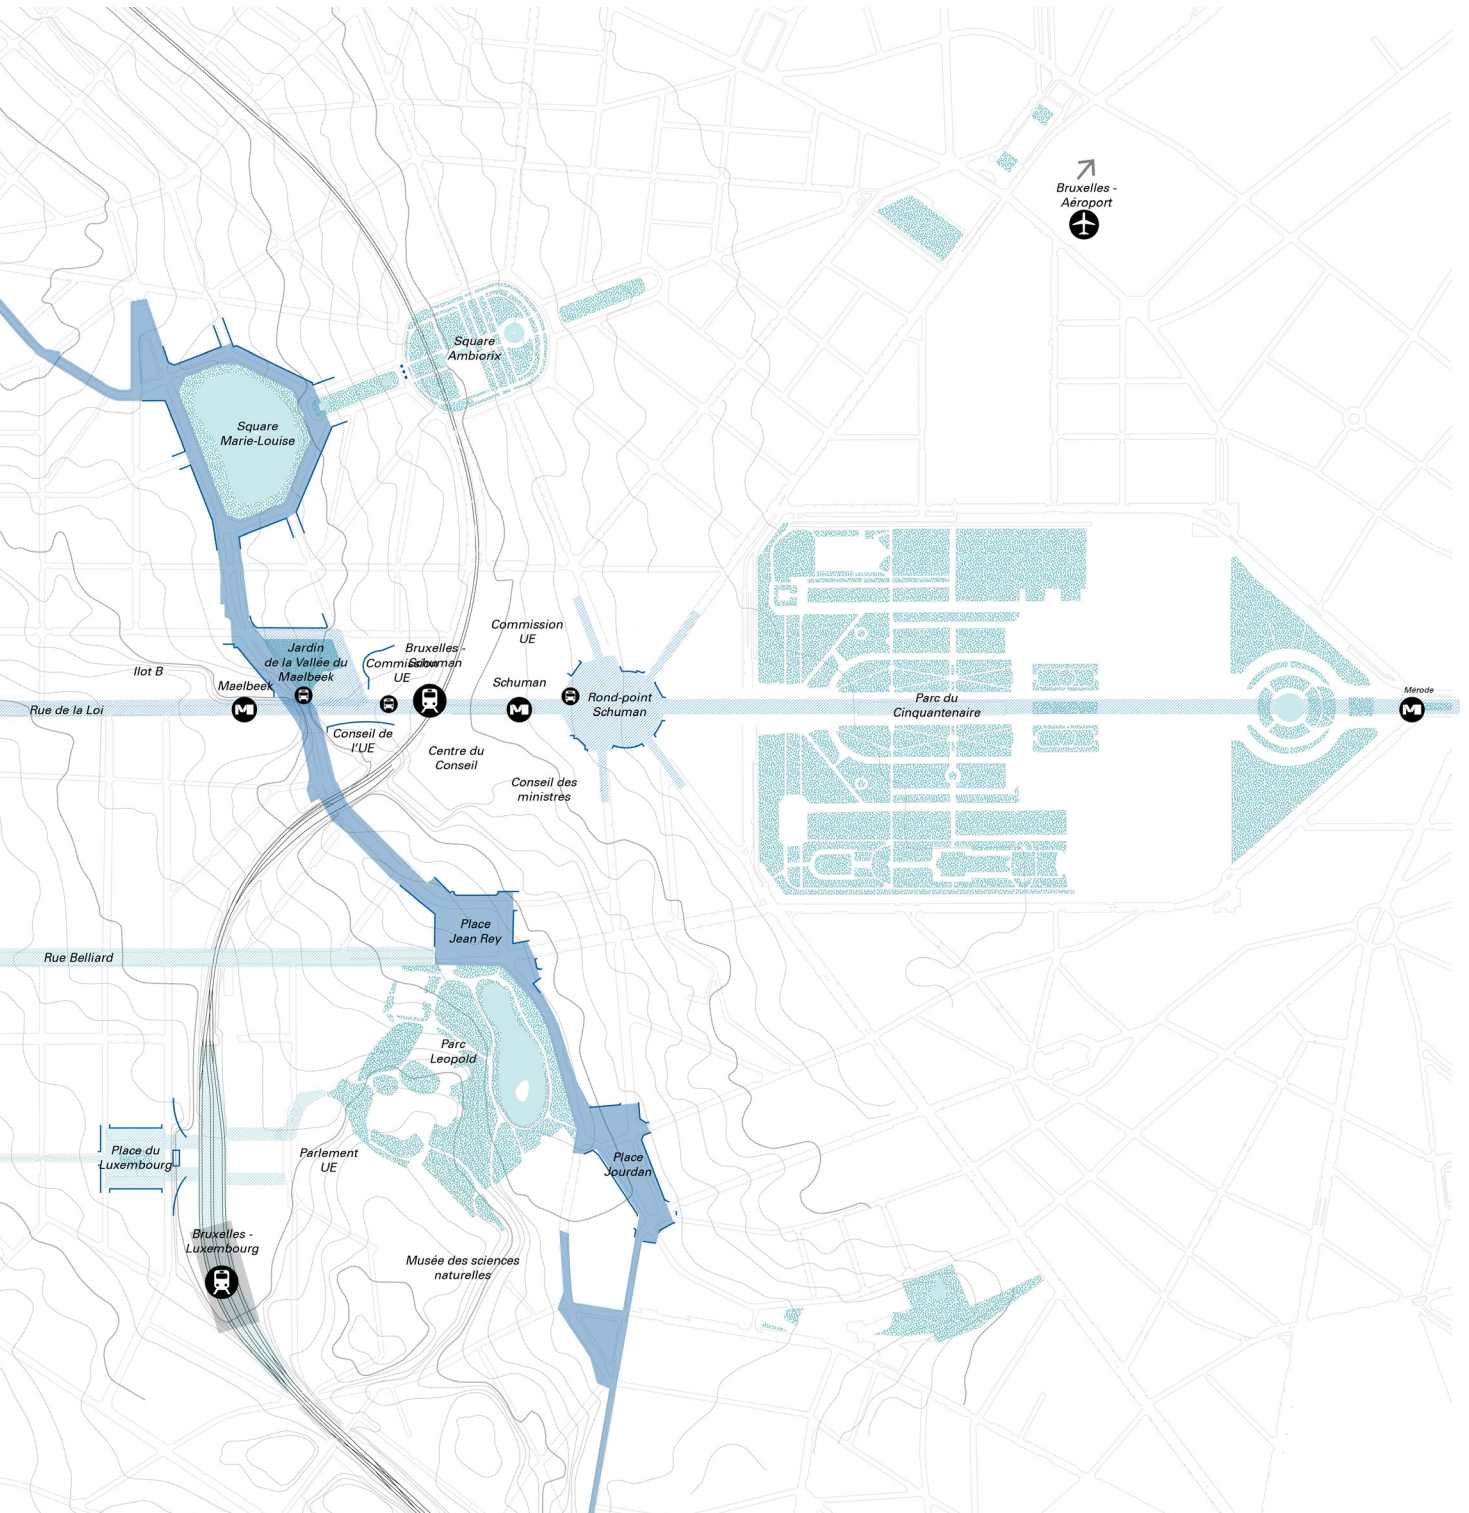 Bruxelles -
Aéroport
Square
Ambiorix
Square
Marie-Louise
Commission
UE
Jardin
de la Vallée du
Maelbeek
Bruxelles -
Schuman
Commission
UE
Ilot B
Maelbeek
Schuman
Rond-point
Schuman
Parc du
Cinquantenaire
Mérode
Rue de la Loi
Conseil de
l'UE
Centre du
Conseil
Conseil des
ministres
Place
Jean Rey
Rue Belliard
Parc
Leopold
Place du
Luxembourg
Parlement
UE
Place
Jourdan
Bruxelles -
Luxembourg
Musée des sciences
naturelles